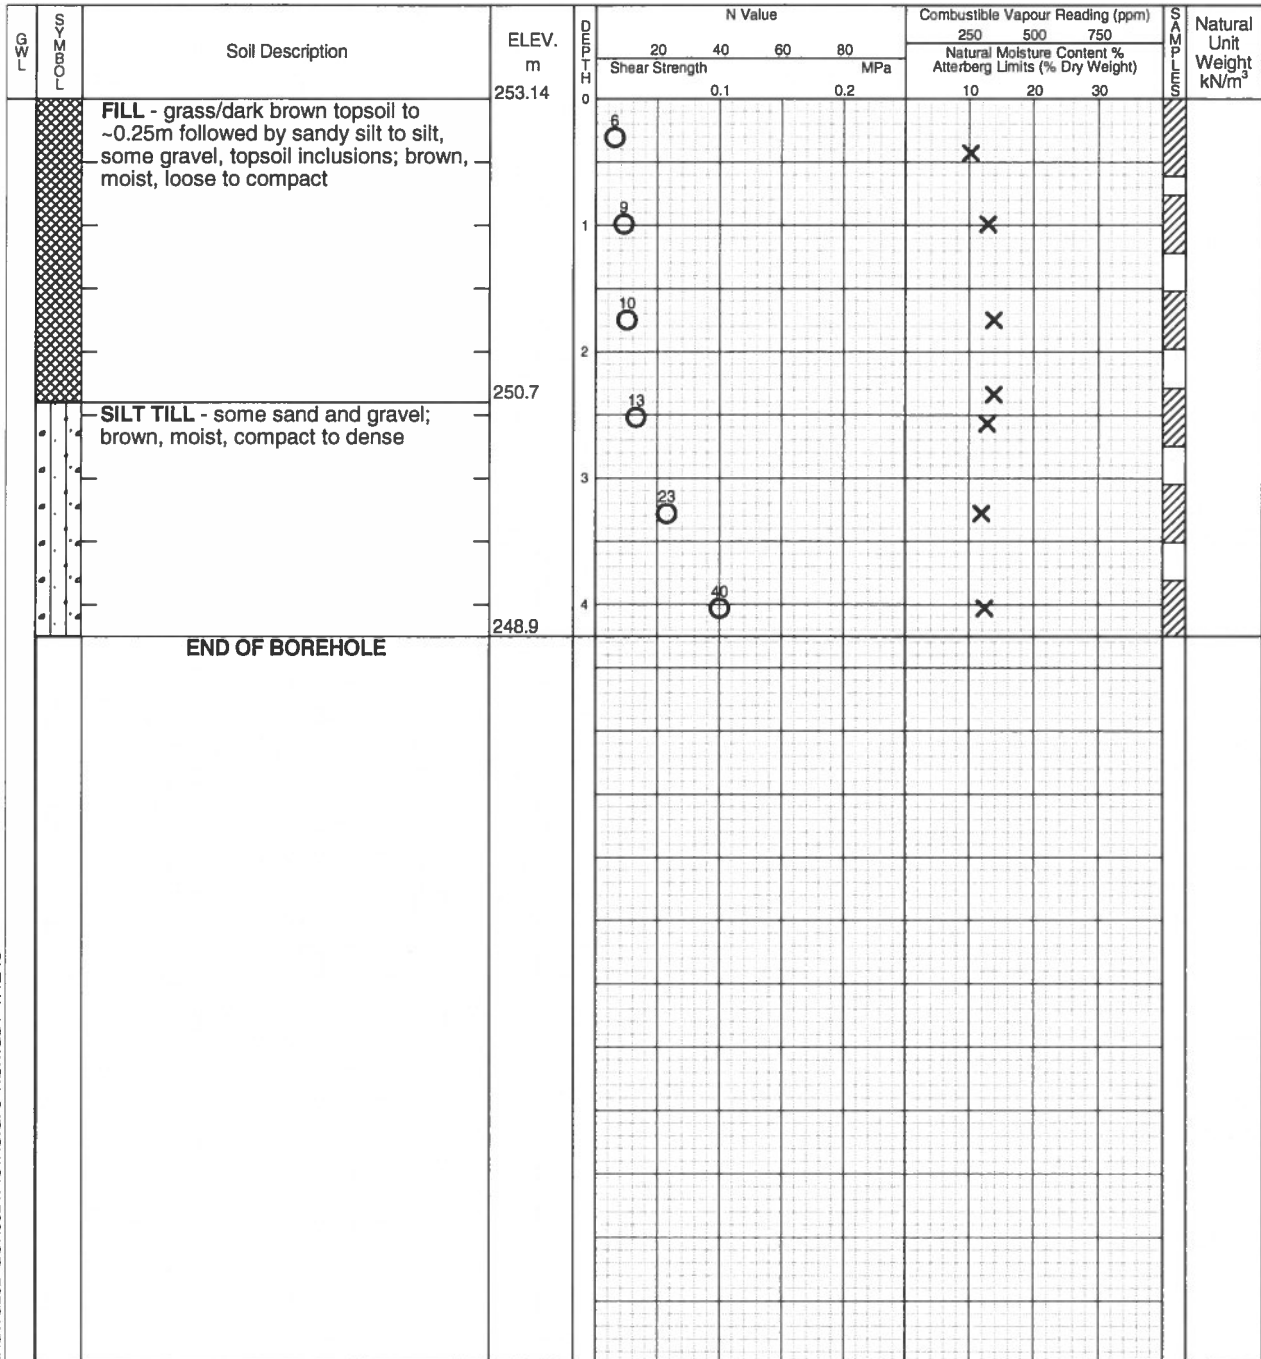 GWL
SYMBOL
Soil Description
ELEV.
m
DEPTH
N Value
20 40 60 80
Shear Strength MPa
0.1 0.2
Combustible Vapour Reading (ppm)
250 500 750
Natural Moisture Content %
Atterberg Limits (% Dry Weight)
10 20 30
SAMPLES
Natural
Unit
Weight
kN/m³
253.14
0
FILL - grass/dark brown topsoil to
~0.25m followed by sandy silt to silt,
some gravel, topsoil inclusions; brown,
moist, loose to compact
6
9
1
10
2
250.7
SILT TILL - some sand and gravel;
brown, moist, compact to dense
13
3
23
40
4
248.9
END OF BOREHOLE